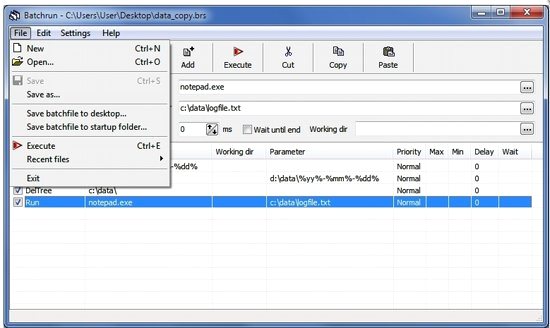 Batchrun - C:\Users\User\Desktop\data_copy.brs
File Edit Settings Help
New Ctrl+N
Open... Ctrl+O
Save Ctrl+S
Save as...
Save batchfile to desktop...
Save batchfile to startup folder...
Execute Ctrl+E
Recent files
Exit
Add Execute Cut Copy Paste
notepad.exe ...
c:\data\logfile.txt ...
0 ms Wait until end Working dir ...
Working dir Parameter Priority Max Min Delay Wait
-%dd% Normal 0
d:\data\%yy%-%mm%-%dd% Normal 0
DelTree c:\data\ Normal 0
Run notepad.exe c:\data\logfile.txt Normal 0